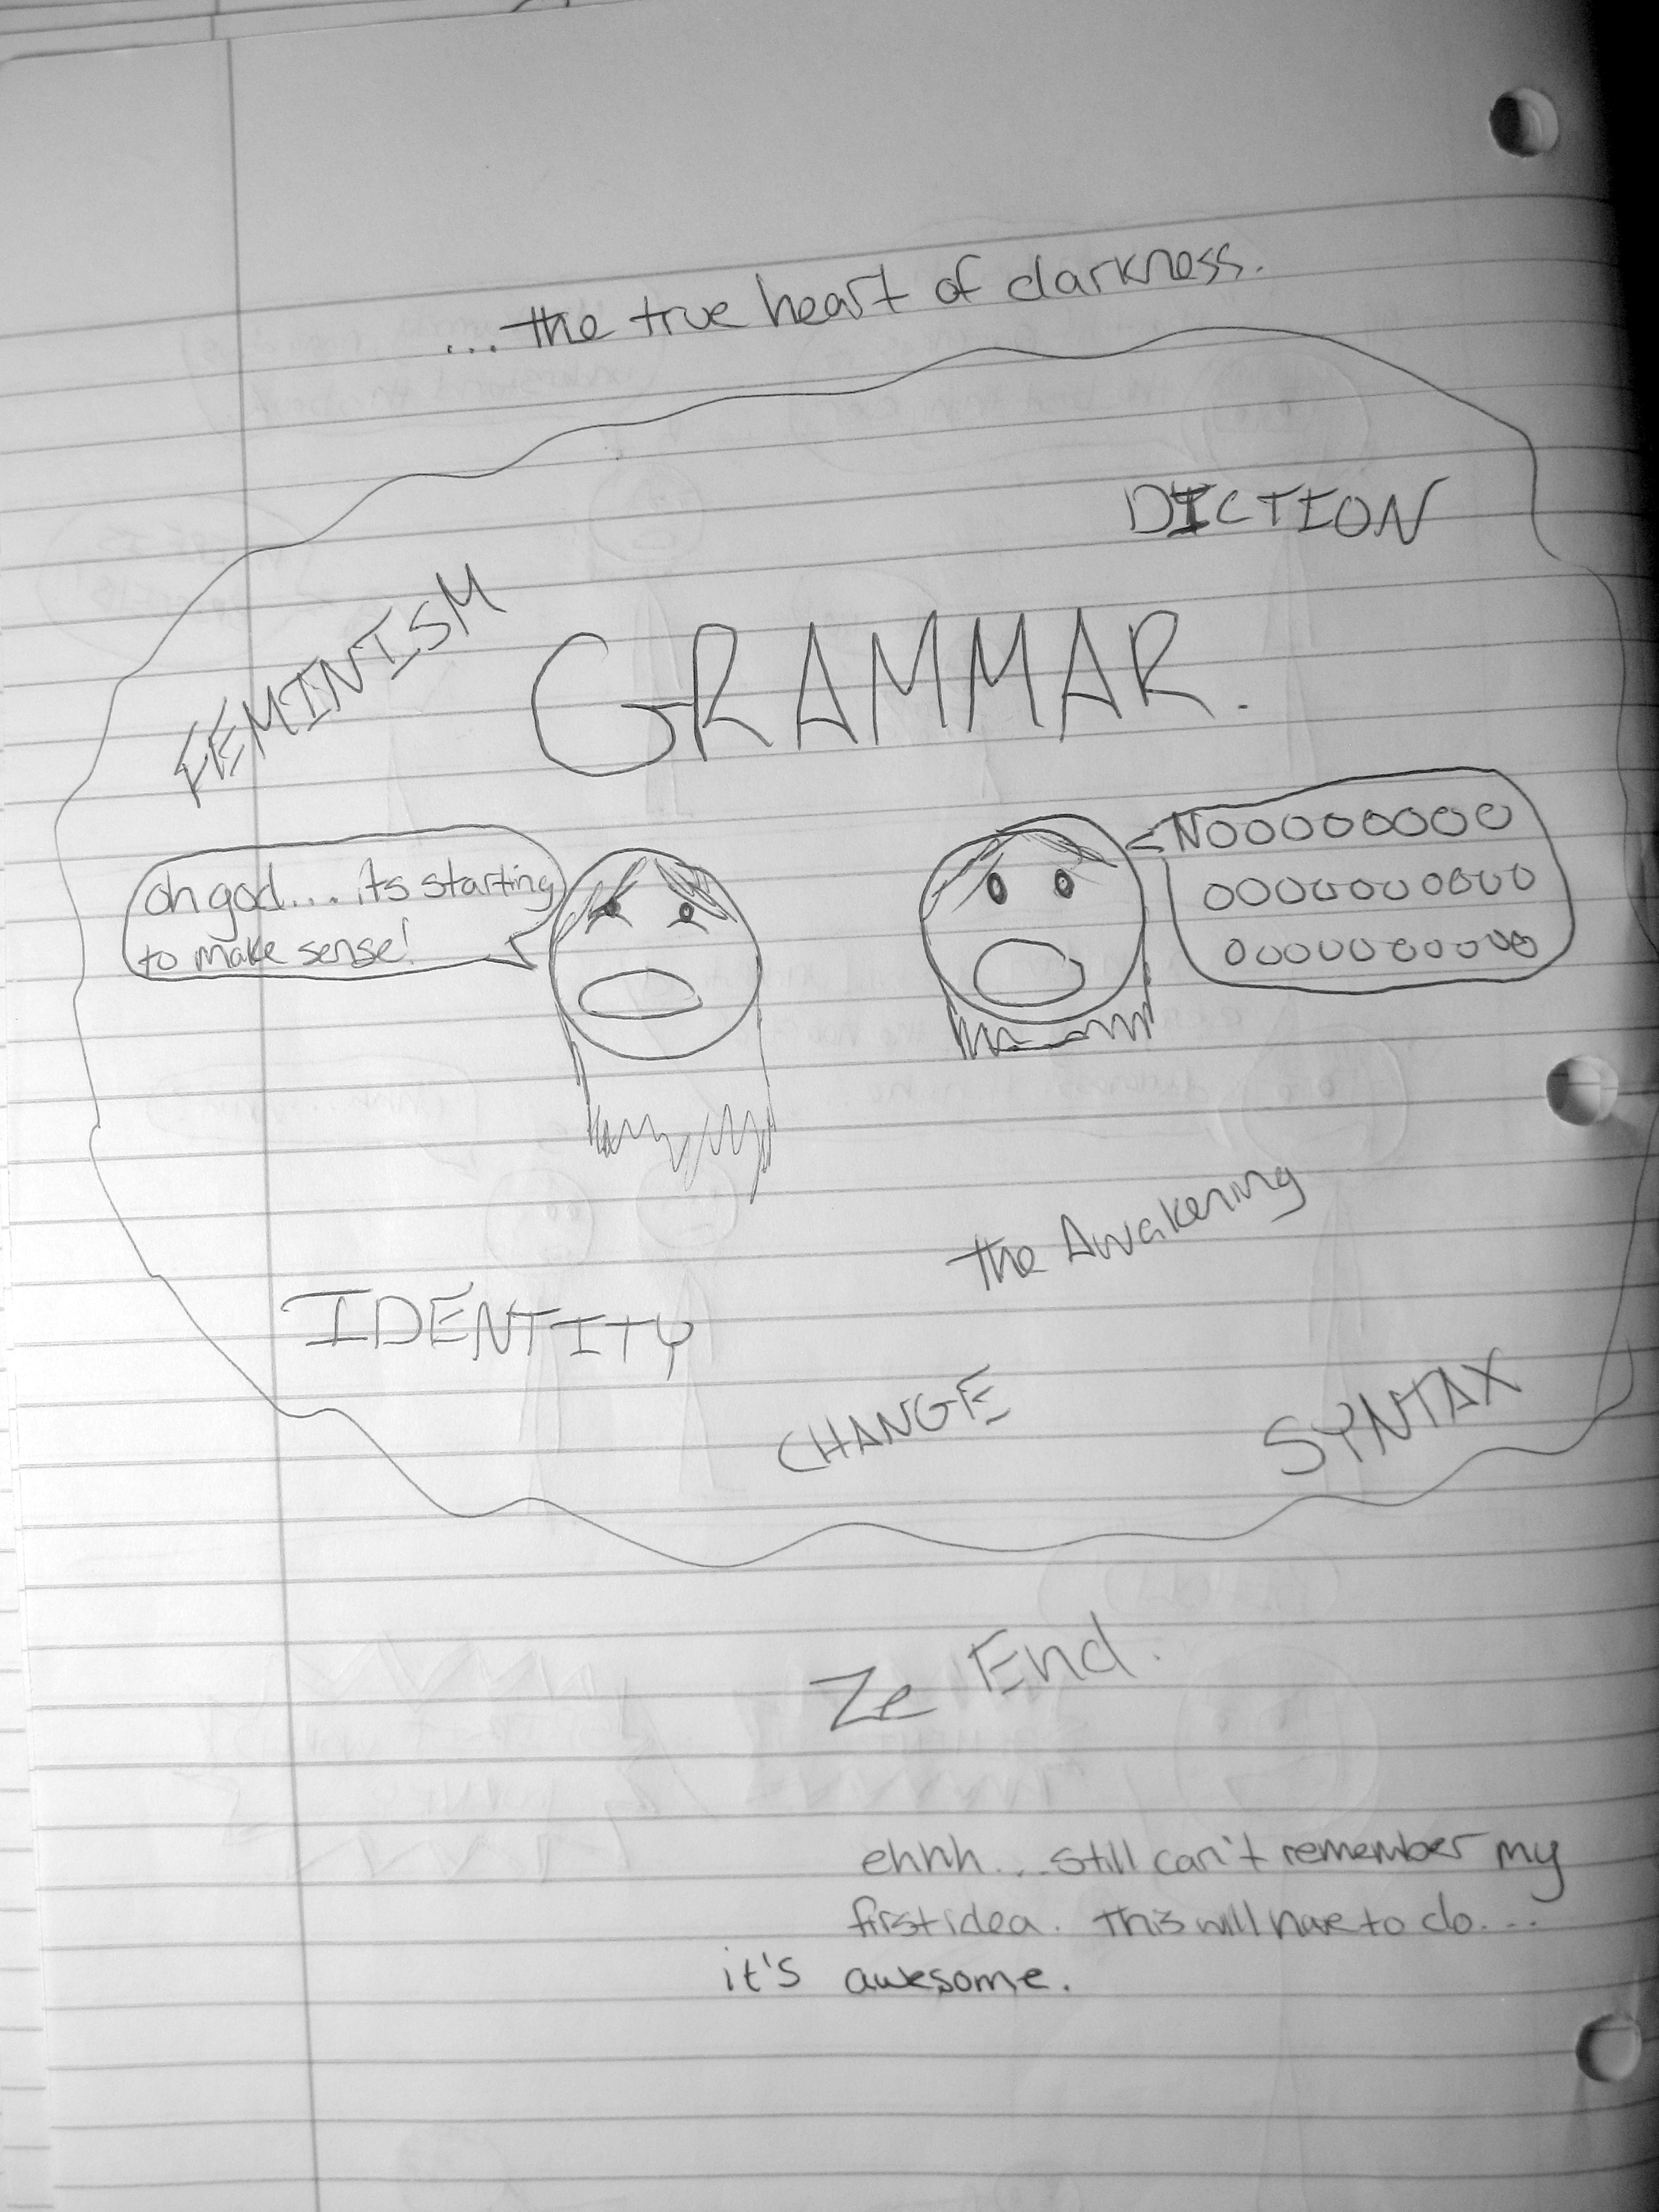 ...the true heart of darkness.
DICTION
FEMINISM
GRAMMAR.
oh god.... its starting
to make sense!
NOOOOOOOO
OOOOOOOOOO
OOOOOOOOOO
the Awakening
IDENTITY
CHANGE
SYNTAX
Ze End.
ehhh...still can't remember my
first idea. this will have to do...
it's awesome.